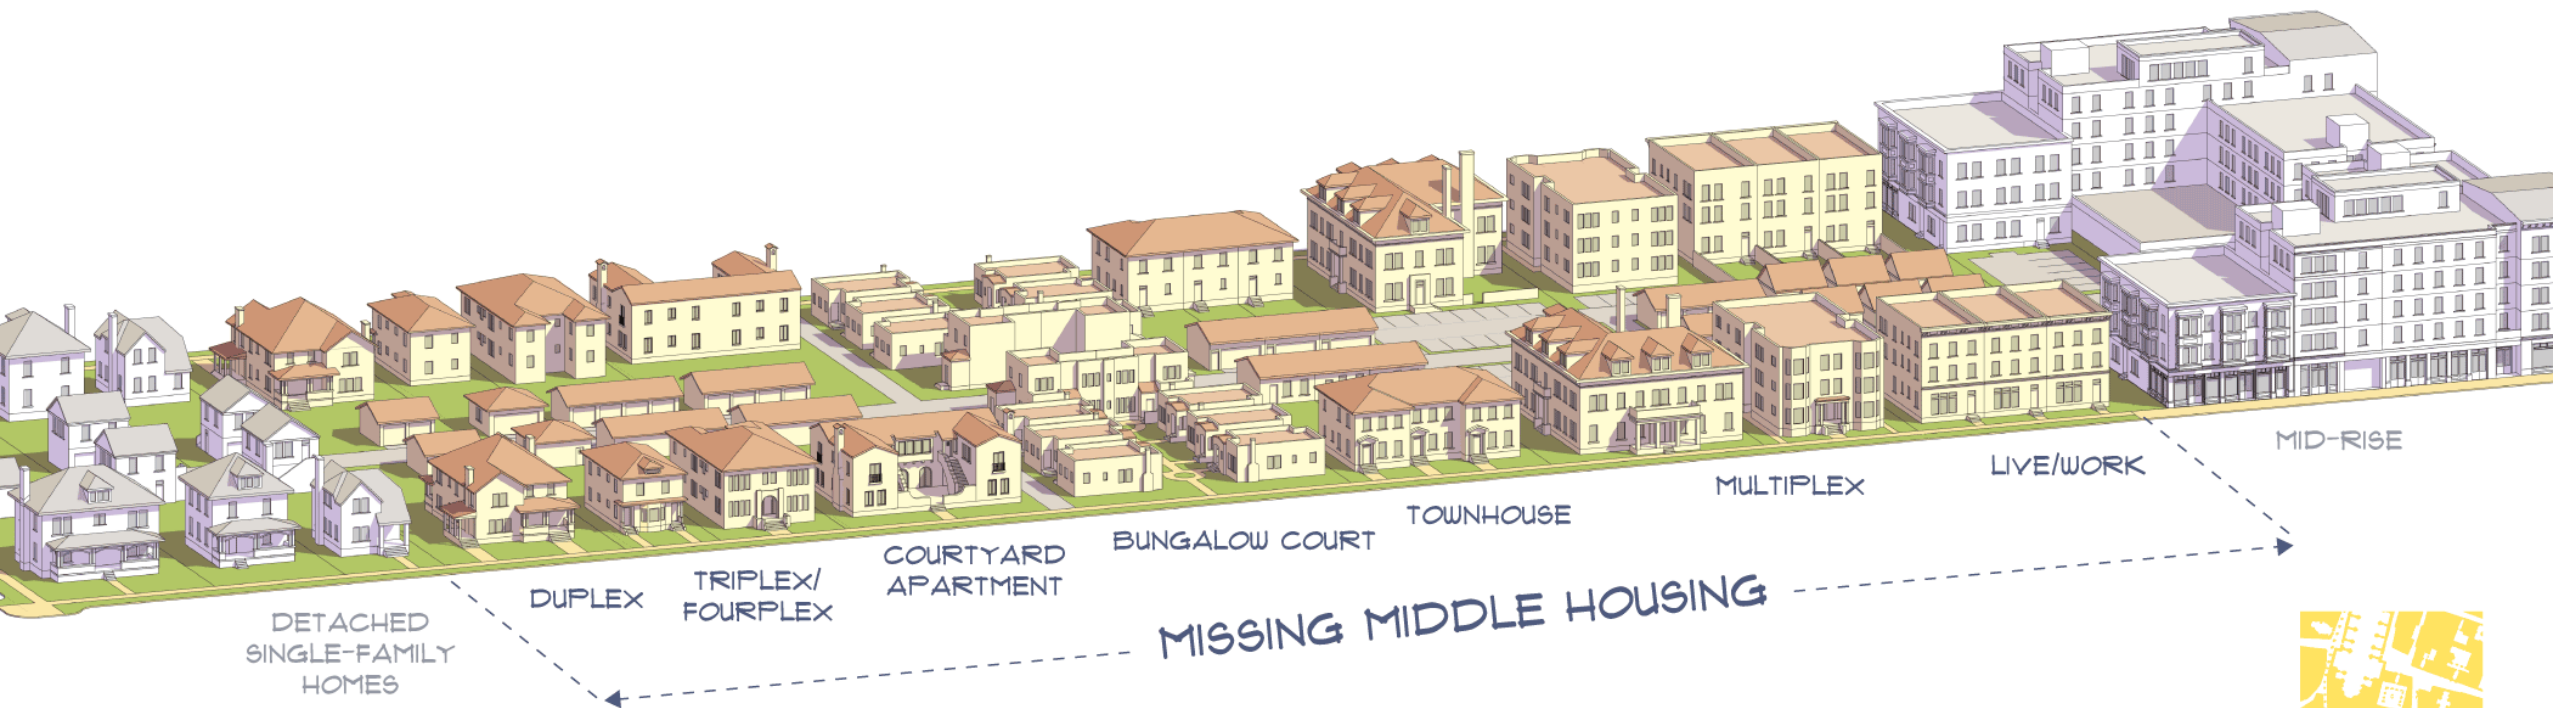 DETACHED
SINGLE-FAMILY
HOMES
DUPLEX
TRIPLEX/
FOURPLEX
COURTYARD
APARTMENT
BUNGALOW COURT
TOWNHOUSE
MULTIPLEX
LIVE/WORK
MID-RISE
MISSING MIDDLE HOUSING